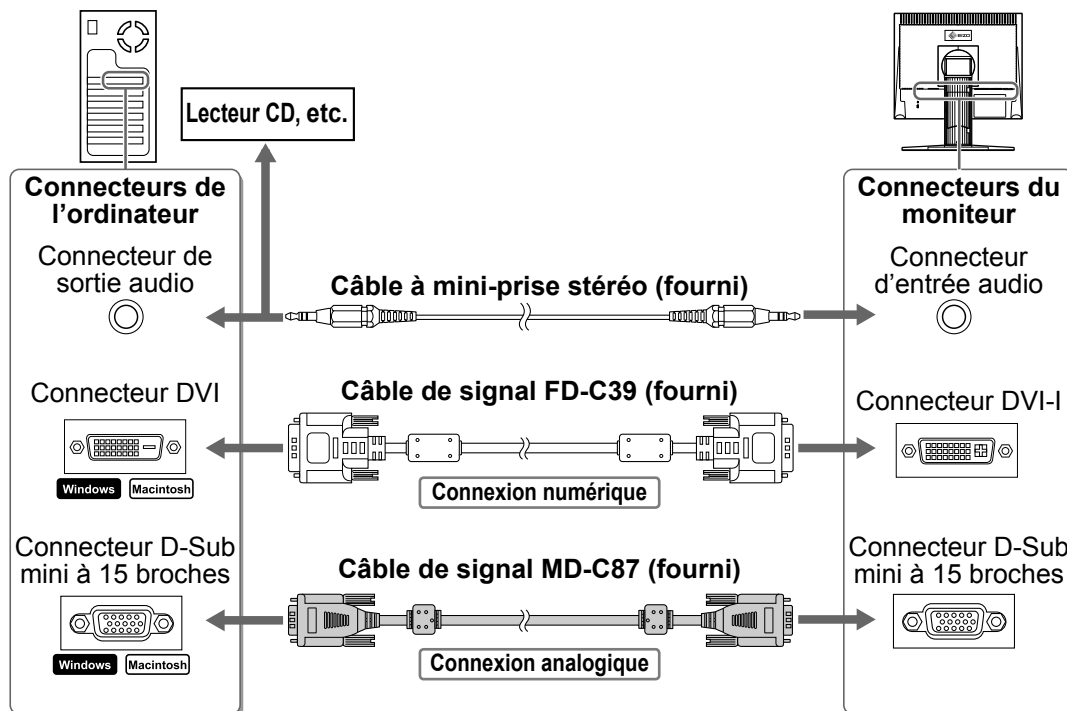 EIZO
Lecteur CD, etc.
Connecteurs de
l’ordinateur
Connecteurs du
moniteur
Connecteur de
sortie audio
Câble à mini-prise stéréo (fourni)
Connecteur
d’entrée audio
Connecteur DVI
Câble de signal FD-C39 (fourni)
Connecteur DVI-I
Windows
Macintosh
Connexion numérique
Connecteur D-Sub
mini à 15 broches
Câble de signal MD-C87 (fourni)
Connecteur D-Sub
mini à 15 broches
Windows
Macintosh
Connexion analogique